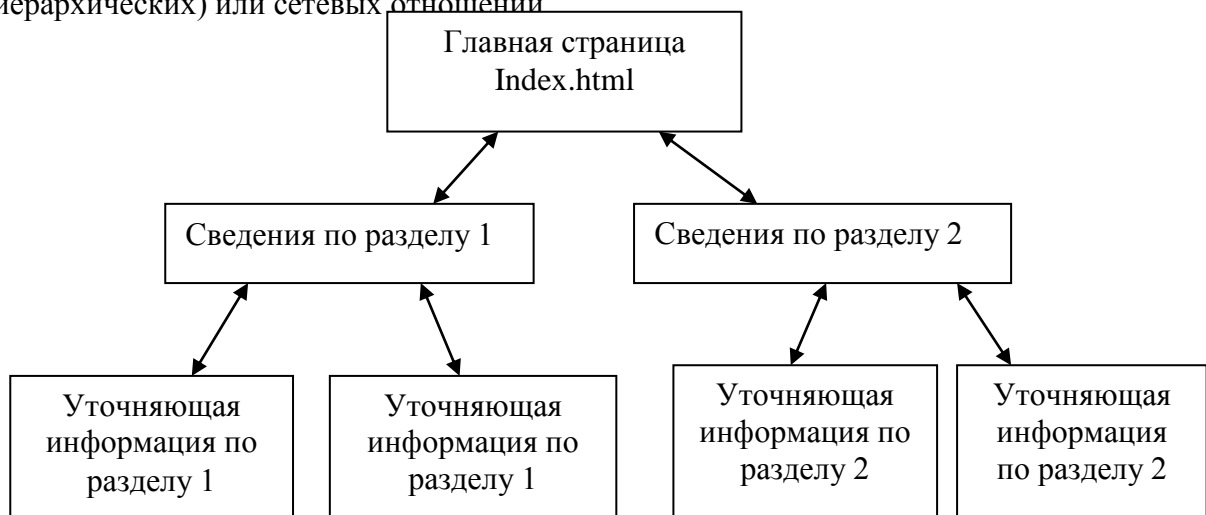 иерархических) или сетевых отношений
Главная страница
Index.html
Сведения по разделу 1
Сведения по разделу 2
Уточняющая
информация по
разделу 1
Уточняющая
информация по
разделу 1
Уточняющая
информация по
разделу 2
Уточняющая
информация
по разделу 2